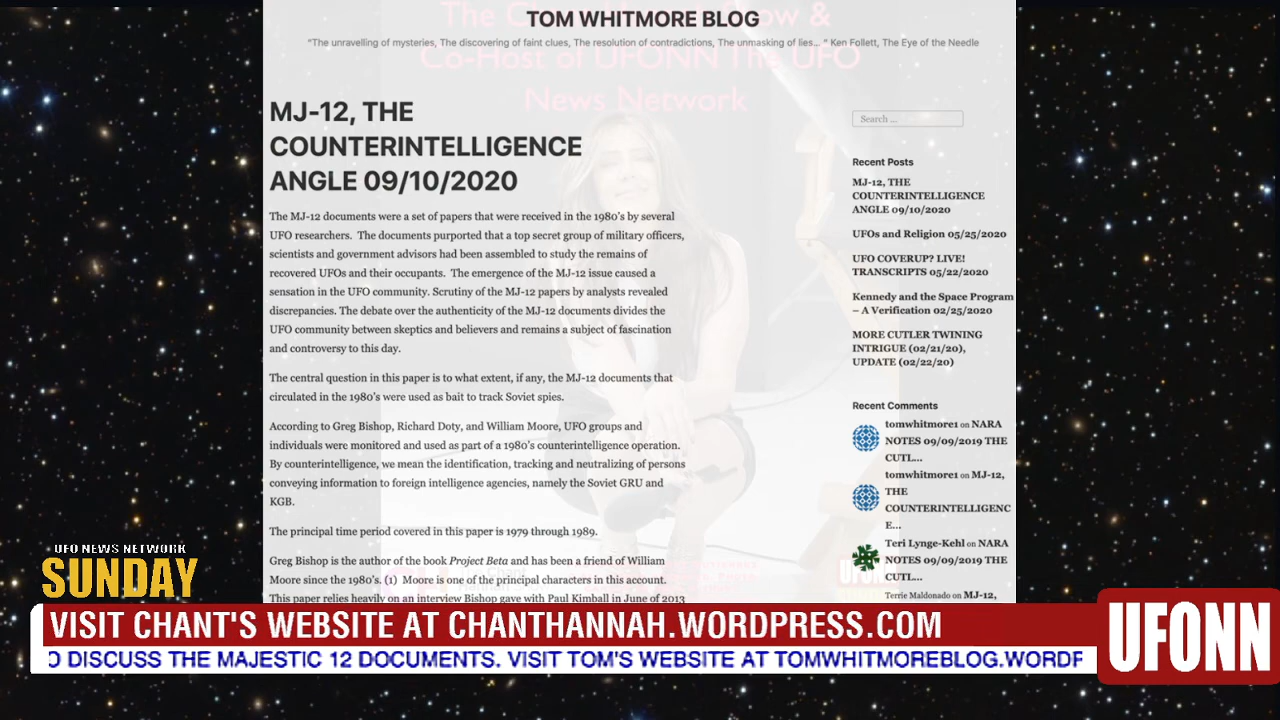 The Show &
TOM WHITMORE BLOG
"The unravelling of mysteries, The discovering of faint clues, The resolution of contradictions, The unmasking of lies... " Ken Follett, The Eye of the Needle
Co-Host of UFONN The UFO
News Network
MJ-12, THE
COUNTERINTELLIGENCE
ANGLE 09/10/2020
The MJ-12 documents were a set of papers that were received in the 1980's by several
UFO researchers. The documents purported that a top secret group of military officers,
scientists and government advisors had been assembled to study the remains of
recovered UFOs and their occupants. The emergence of the MJ-12 issue caused a
sensation in the UFO community. Scrutiny of the MJ-12 papers by analysts revealed
discrepancies. The debate over the authenticity of the MJ-12 documents divides the
UFO community between skeptics and believers and remains a subject of fascination
and controversy to this day.
The central question in this paper is to what extent, if any, the MJ-12 documents that
circulated in the 1980's were used as bait to track Soviet spies.
According to Greg Bishop, Richard Doty, and William Moore, UFO groups and
individuals were monitored and used as part of a 1980's counterintelligence operation.
By counterintelligence, we mean the identification, tracking and neutralizing of persons
conveying information to foreign intelligence agencies, namely the Soviet GRU and
KGB.
The principal time period covered in this paper is 1979 through 1989.
Greg Bishop is the author of the book Project Beta and has been a friend of William
Moore since the 1980's. (1) Moore is one of the principal characters in this account.
This paper relies heavily on an interview Bishop gave with Paul Kimball in June of 2013
Search ...
Recent Posts
MJ-12, THE
COUNTERINTELLIGENCE
ANGLE 09/10/2020
UFOs and Religion 05/25/2020
UFO COVERUP? LIVE!
TRANSCRIPTS 05/22/2020
Kennedy and the Space Program
– A Verification 02/25/2020
MORE CUTLER TWINING
INTRIGUE (02/21/20),
UPDATE (02/22/20)
Recent Comments
tomwhitmore1 on NARA
NOTES 09/09/2019 THE
CUTL...
tomwhitmore1 on MJ-12,
THE
COUNTERINTELLIGENC
E...
Teri Lynge-Kehl on NARA
NOTES 09/09/2019 THE
CUTL...
Terrie Maldonado on MJ-12,
UFO NEWS NETWORK
SUNDAY
VISIT CHANT'S WEBSITE AT CHANTHANNAH.WORDPRESS.COM
O DISCUSS THE MAJESTIC 12 DOCUMENTS. VISIT TOM'S WEBSITE AT TOMWHITMOREBLOG.WORDP
UFONN